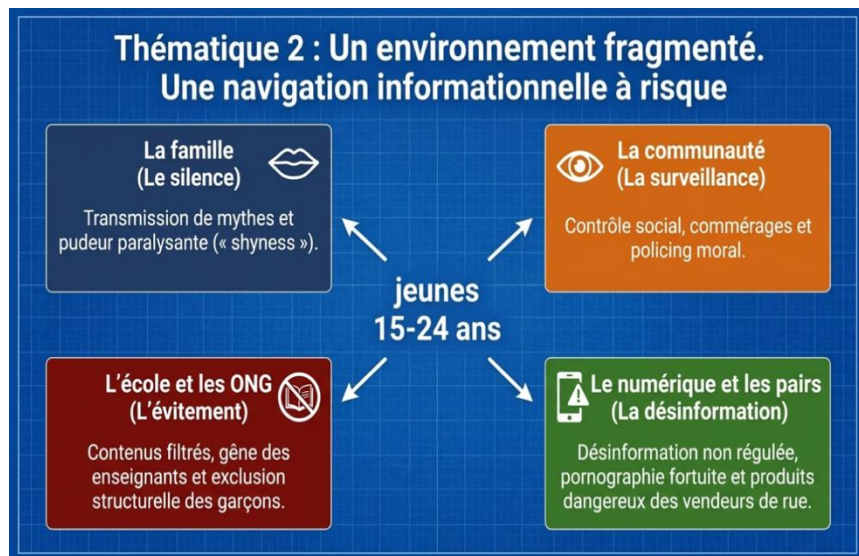 Thématique 2 : Un environnement fragmenté.
Une navigation informationnelle à risque
La famille
(Le silence)
Transmission de mythes et
pudeur paralysante (« shyness »).
La communauté
(La surveillance)
Contrôle social, commérages et
policing moral.
jeunes
15-24 ans
L'école et les ONG
(L'évitement)
Contenus filtrés, gêne des
enseignants et exclusion
structurelle des garçons.
Le numérique et les pairs
(La désinformation)
Désinformation non régulée,
pornographie fortuite et produits
dangereux des vendeurs de rue.